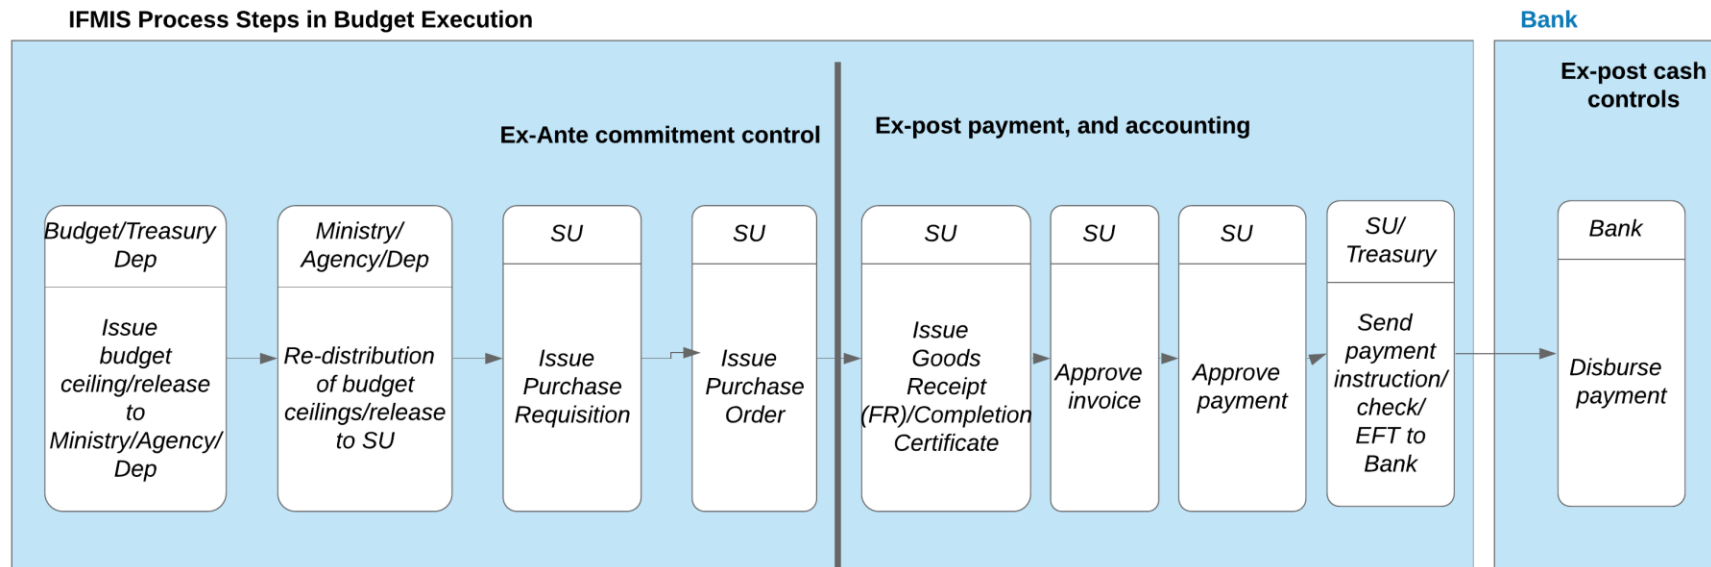 IFMIS Process Steps in Budget Execution
Bank
Ex-Ante commitment control
Ex-post payment, and accounting
Ex-post cash
controls
Budget/Treasury
Dep
Issue
budget
ceiling/release
to
Ministry/Agency/
Dep
Ministry/
Agency/Dep
Re-distribution
of budget
ceilings/release
to SU
SU
Issue
Purchase
Requisition
SU
Issue
Purchase
Order
SU
Issue
Goods
Receipt
(FR)/Completion
Certificate
SU
Approve
invoice
SU
Approve
payment
SU/
Treasury
Send
payment
instruction/
check/
EFT to
Bank
Bank
Disburse
payment